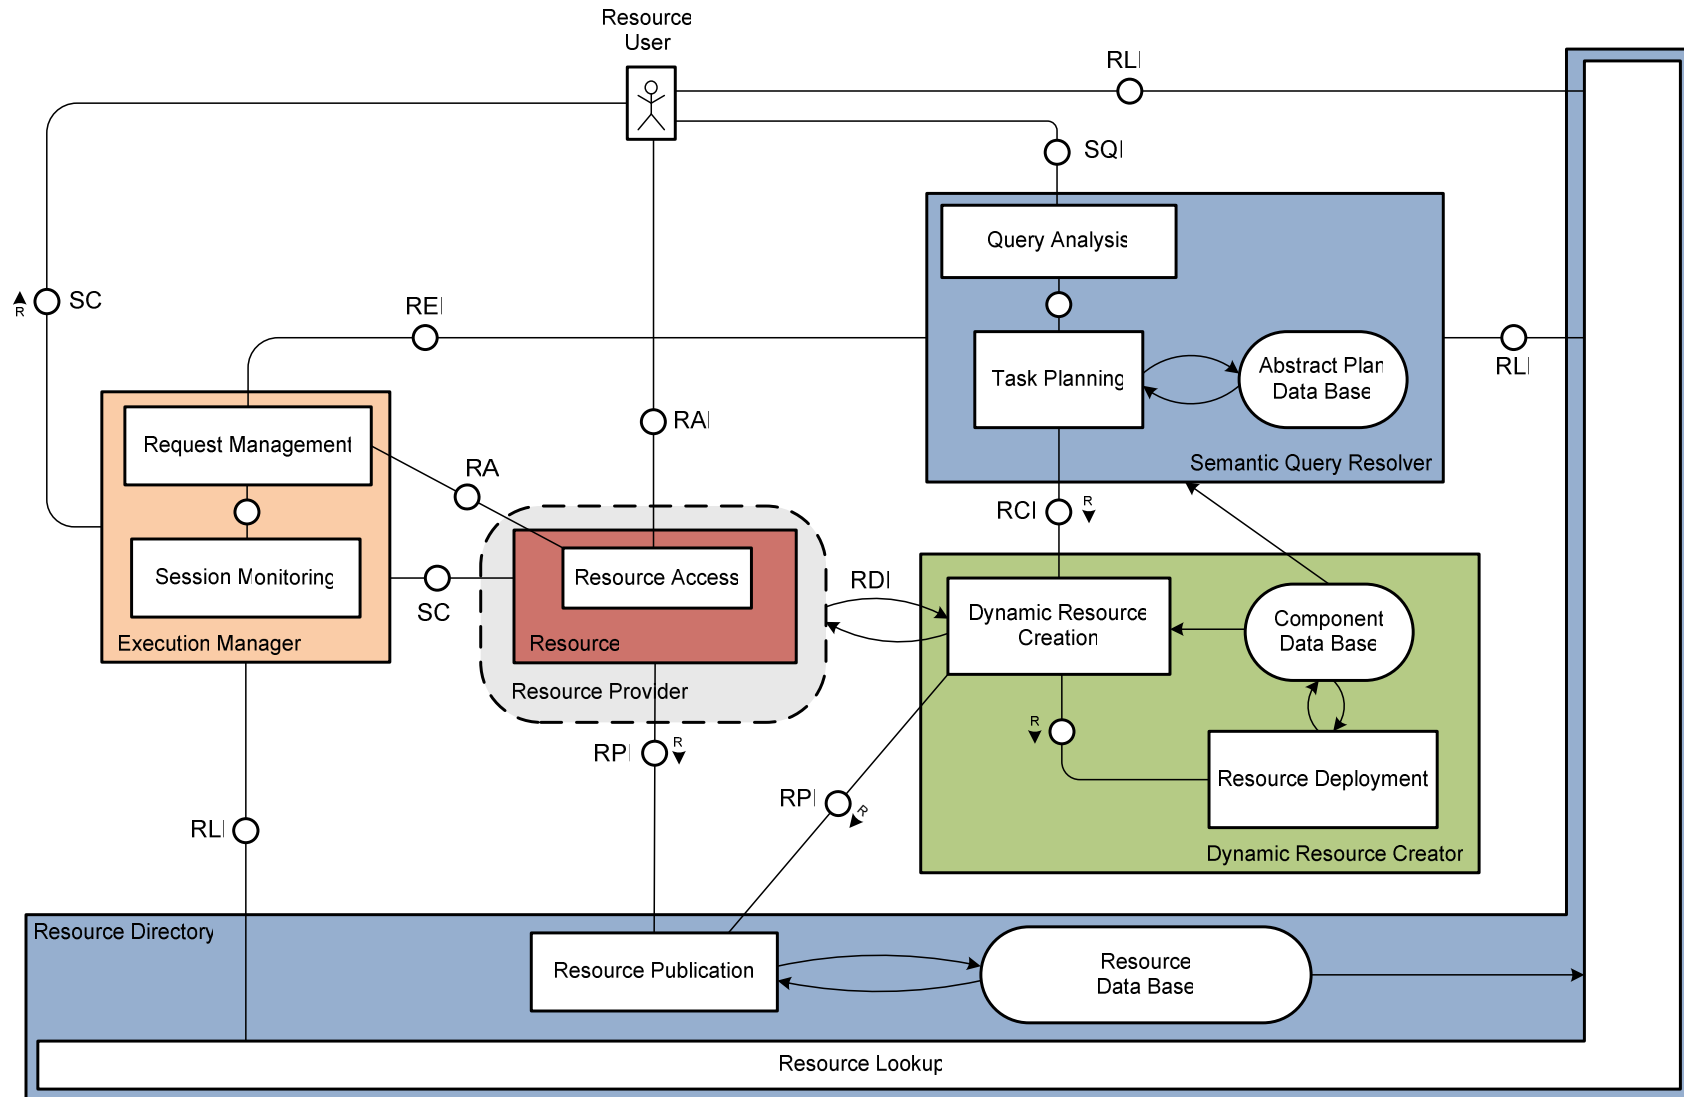 Resource
User
RLI
SQI
Query Analysis
R
SC
REI
RLI
Task Planning
Abstract Plan
Data Base
RAI
Request Management
Semantic Query Resolver
RA
RCI
R
Session Monitoring
Resource Access
RDI
SC
Dynamic Resource
Creation
Component
Data Base
Execution Manager
Resource
Resource Provider
RPI
R
R
Resource Deployment
RPI
R
RLI
Dynamic Resource Creator
Resource Directory
Resource Publication
Resource
Data Base
Resource Lookup